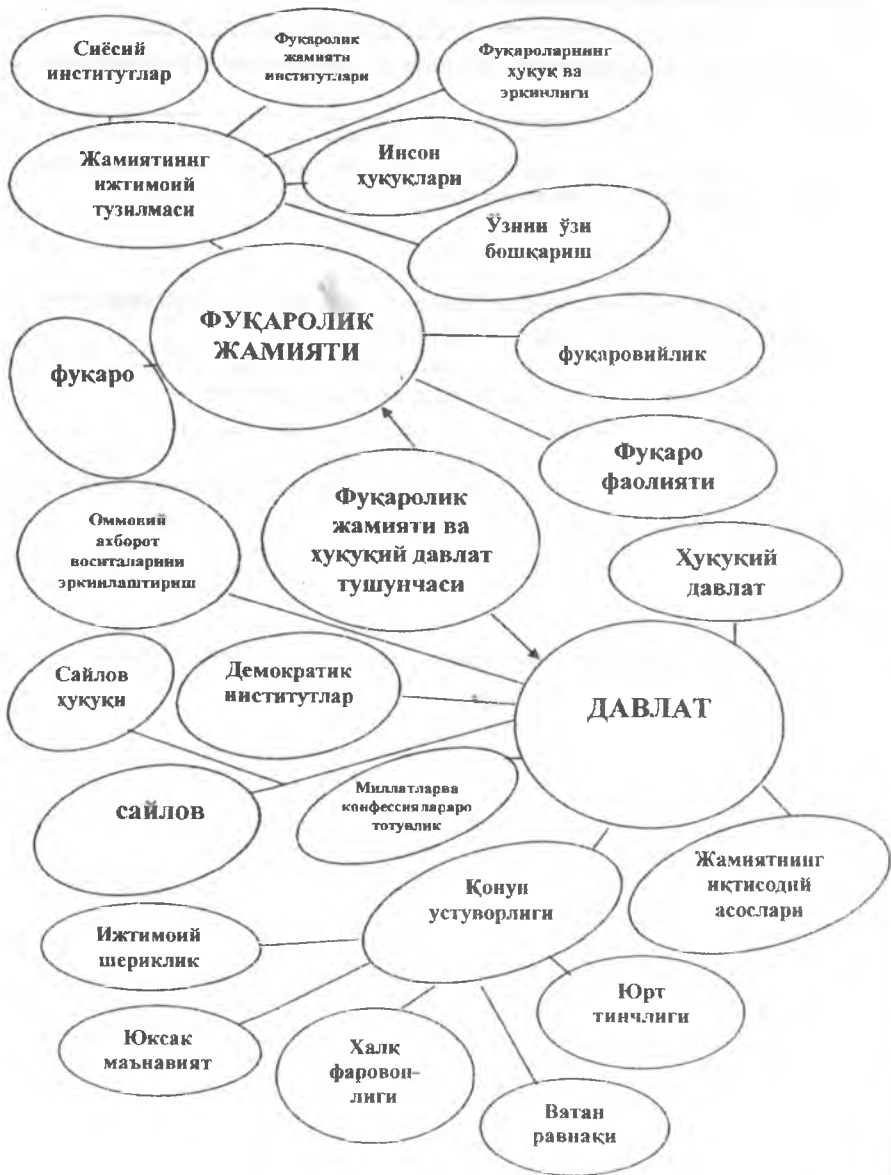 Сиёсий
институтлар
Фуқаролик
жамияти
институтлари
Фуқароларнинг
ҳуқуқ ва
эркинлиги
Жамиятнинг
ижтимоий
тузилмаси
Инсон
ҳуқуқлари
Ўзини ўзи
бошқариш
ФУҚАРОЛИК
ЖАМИЯТИ
фуқаровийлик
фуқаро
Фуқаро
фаолияти
Фуқаролик
жамияти ва
ҳуқуқий давлат
тушунчаси
Оммовий
ахборот
воситаларини
эркинлаштириш
Ҳуқуқий
давлат
Сайлов
ҳуқуқи
Демократик
институтлар
ДАВЛАТ
сайлов
Миллатларва
конфессиялараро
тотувлик
Қонун
устуворлиги
Жамиятнинг
иқтисодий
асослари
Ижтимоий
шериклик
Юрт
тинчлиги
Юксак
маънавият
Халқ
фаровон–
лиги
Ватан
равнақи